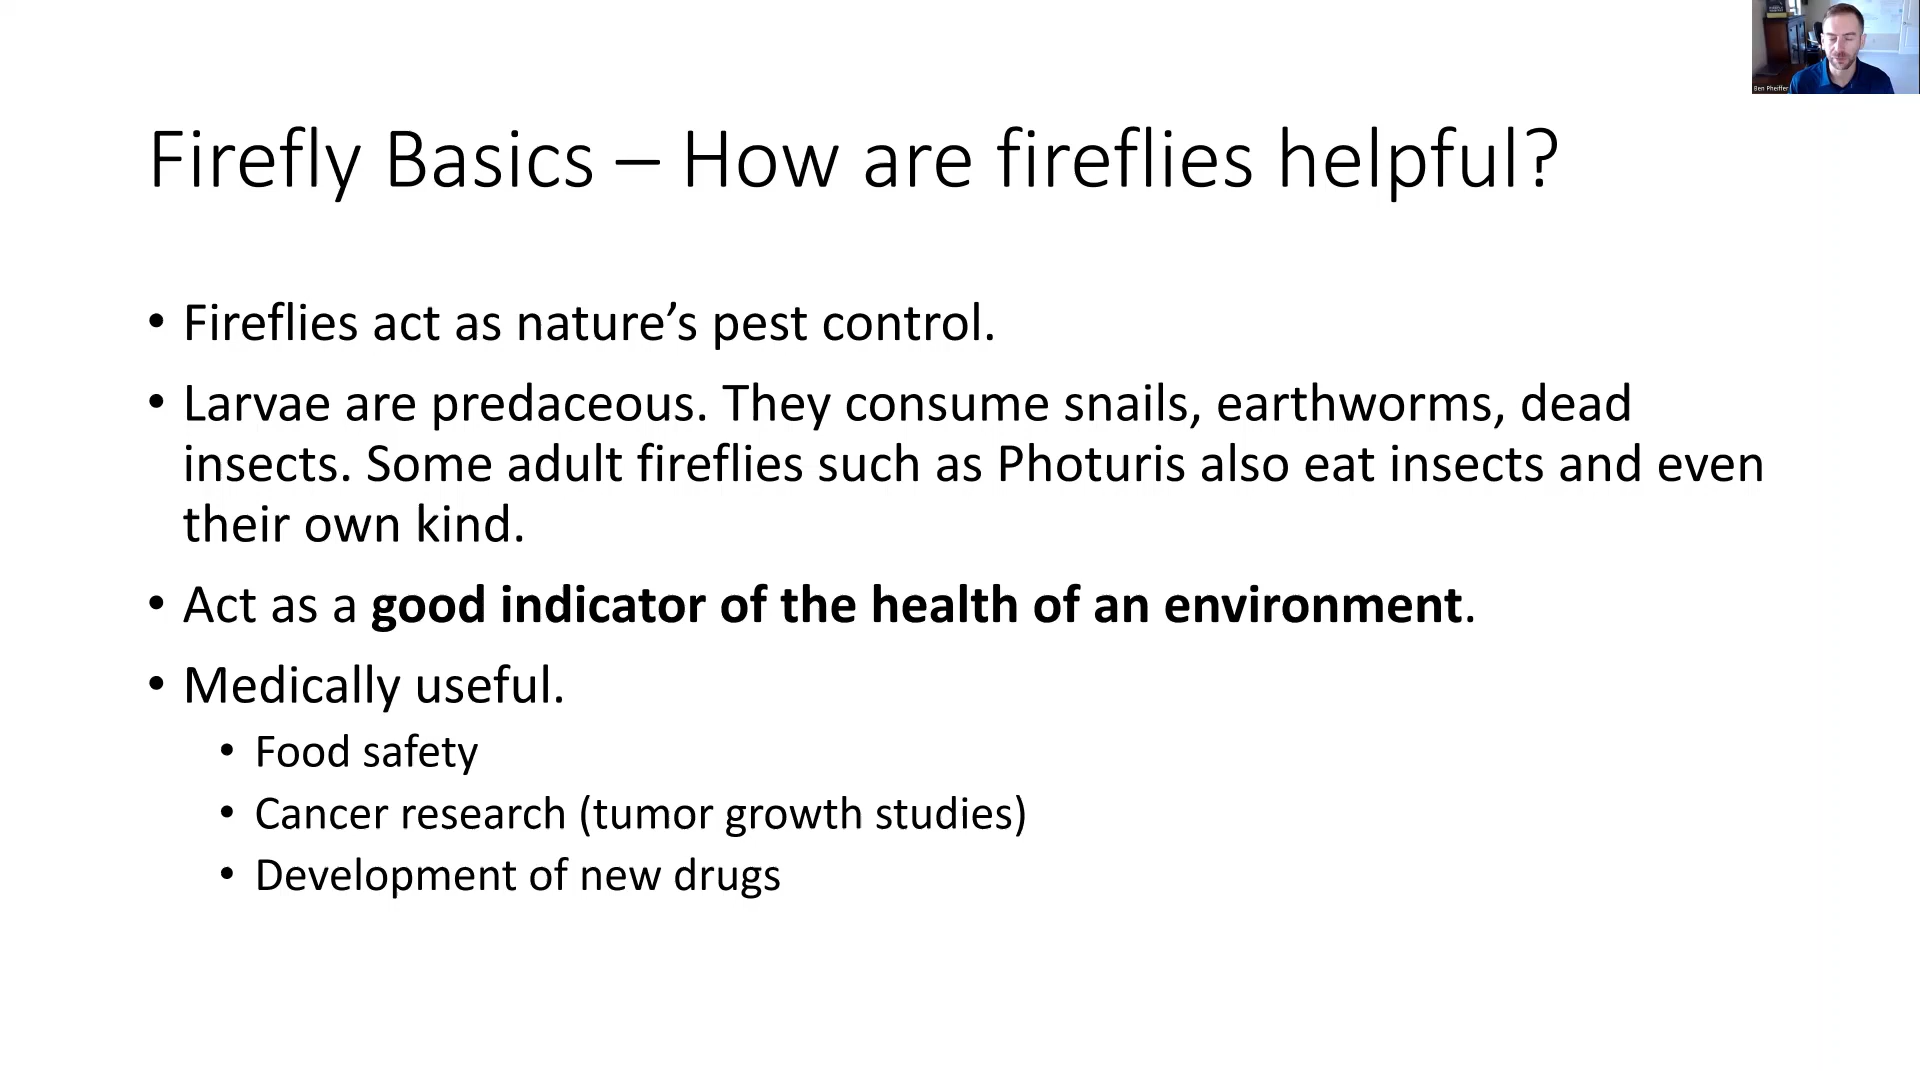 Ben Pheiffer
Firefly Basics – How are fireflies helpful?
• Fireflies act as nature’s pest control.
• Larvae are predaceous. They consume snails, earthworms, dead
insects. Some adult fireflies such as Photuris also eat insects and even
their own kind.
• Act as a good indicator of the health of an environment.
• Medically useful.
• Food safety
• Cancer research (tumor growth studies)
• Development of new drugs